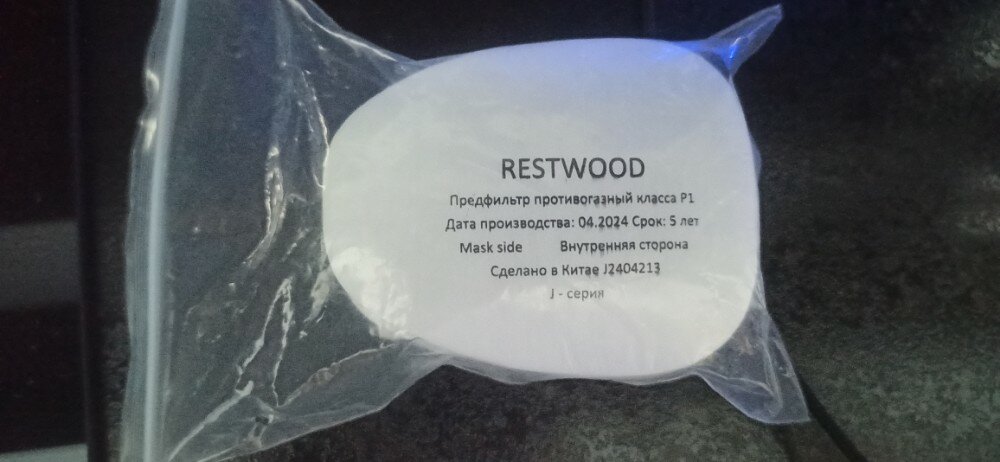 RESTWOOD
Предфильтр противогазный класса P1
Дата производства: 04.2024 Срок: 5 лет
Mask side Внутренняя сторона
Сделано в Китае J2404213
J - серия